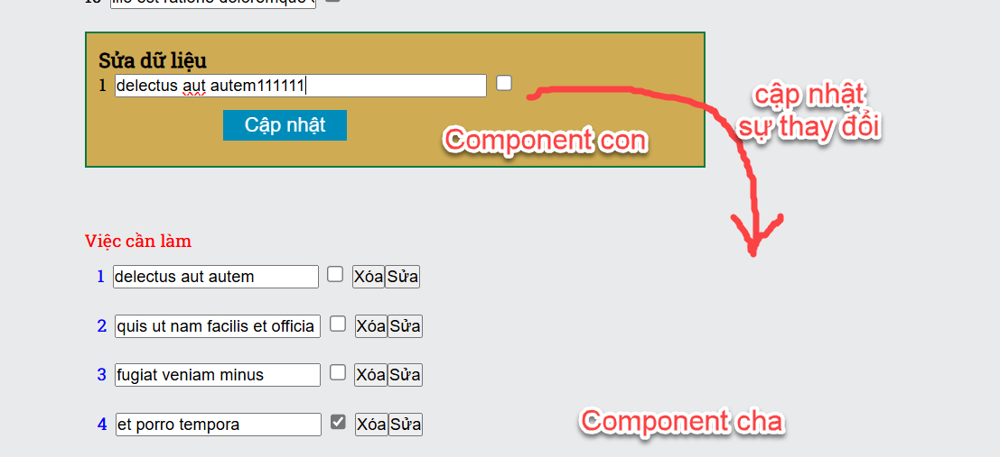 Sửa dữ liệu
1 delectus aut autem111111
Cập nhật
Component con
cập nhật
sự thay đổi
Việc cần làm
1 delectus aut autem Xóa Sửa
2 quis ut nam facilis et officia Xóa Sửa
3 fugiat veniam minus Xóa Sửa
4 et porro tempora Xóa Sửa
Component cha